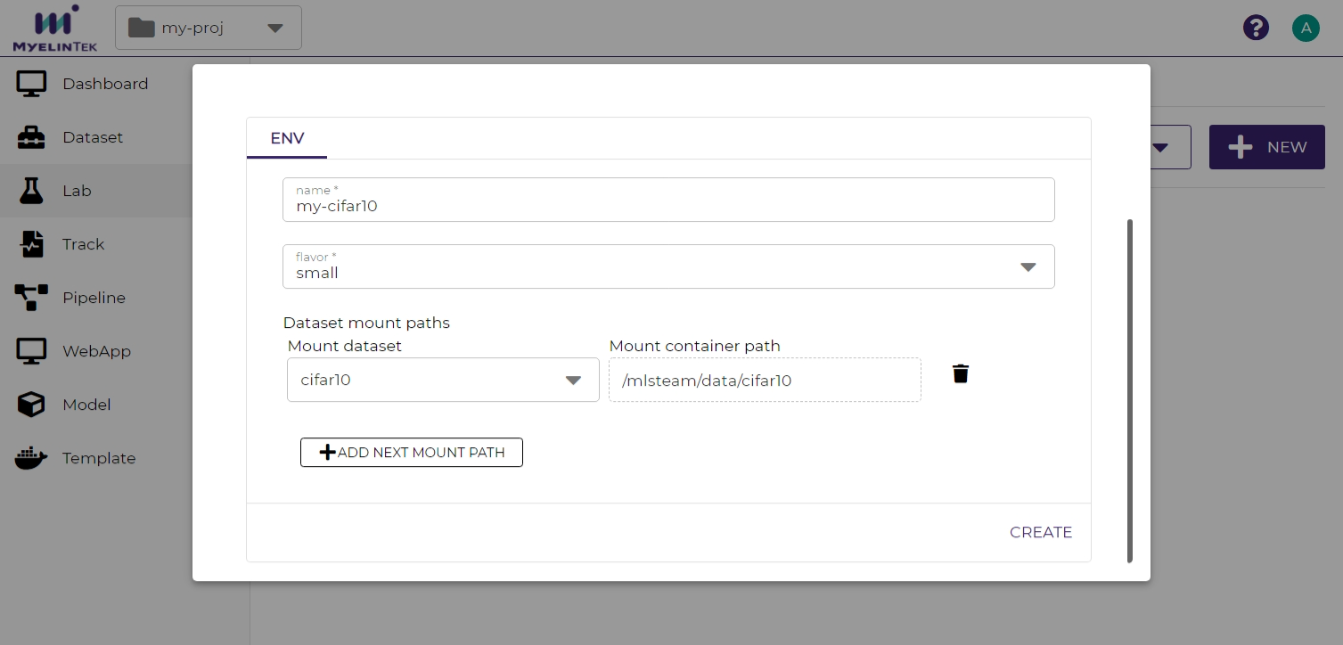 MYELINTEK
my-proj
?
A
Dashboard
Dataset
Lab
Track
Pipeline
WebApp
Model
Template
NEW
ENV
name *
my-cifar10
flavor *
small
Dataset mount paths
Mount dataset
Mount container path
cifar10
/mlsteam/data/cifar10
ADD NEXT MOUNT PATH
CREATE